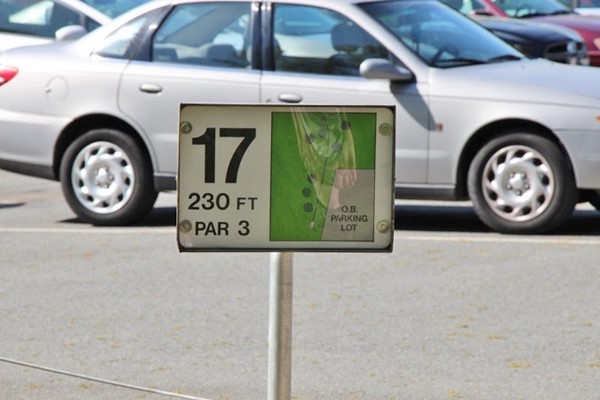 17
230 FT
PAR 3
O.B.
PARKING
LOT